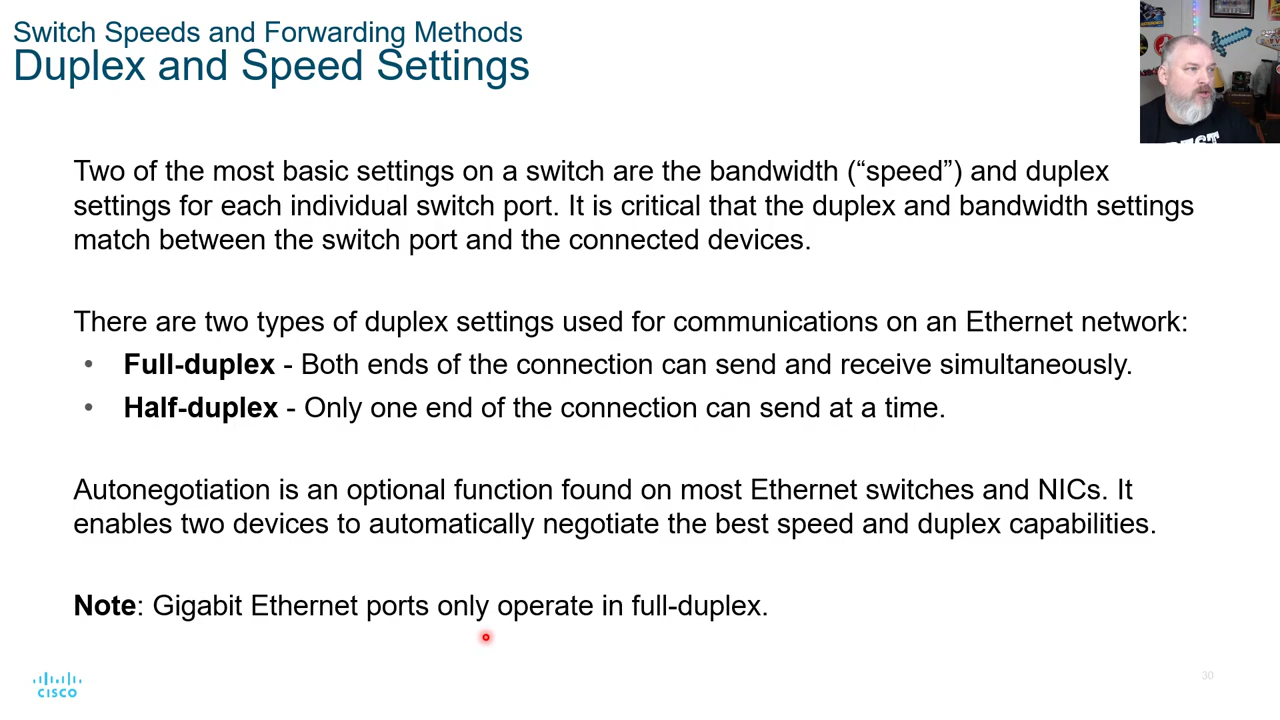 Switch Speeds and Forwarding Methods
Duplex and Speed Settings
Two of the most basic settings on a switch are the bandwidth (“speed”) and duplex
settings for each individual switch port. It is critical that the duplex and bandwidth settings
match between the switch port and the connected devices.
There are two types of duplex settings used for communications on an Ethernet network:
• Full-duplex - Both ends of the connection can send and receive simultaneously.
• Half-duplex - Only one end of the connection can send at a time.
Autonegotiation is an optional function found on most Ethernet switches and NICs. It
enables two devices to automatically negotiate the best speed and duplex capabilities.
Note: Gigabit Ethernet ports only operate in full-duplex.
CISCO
30